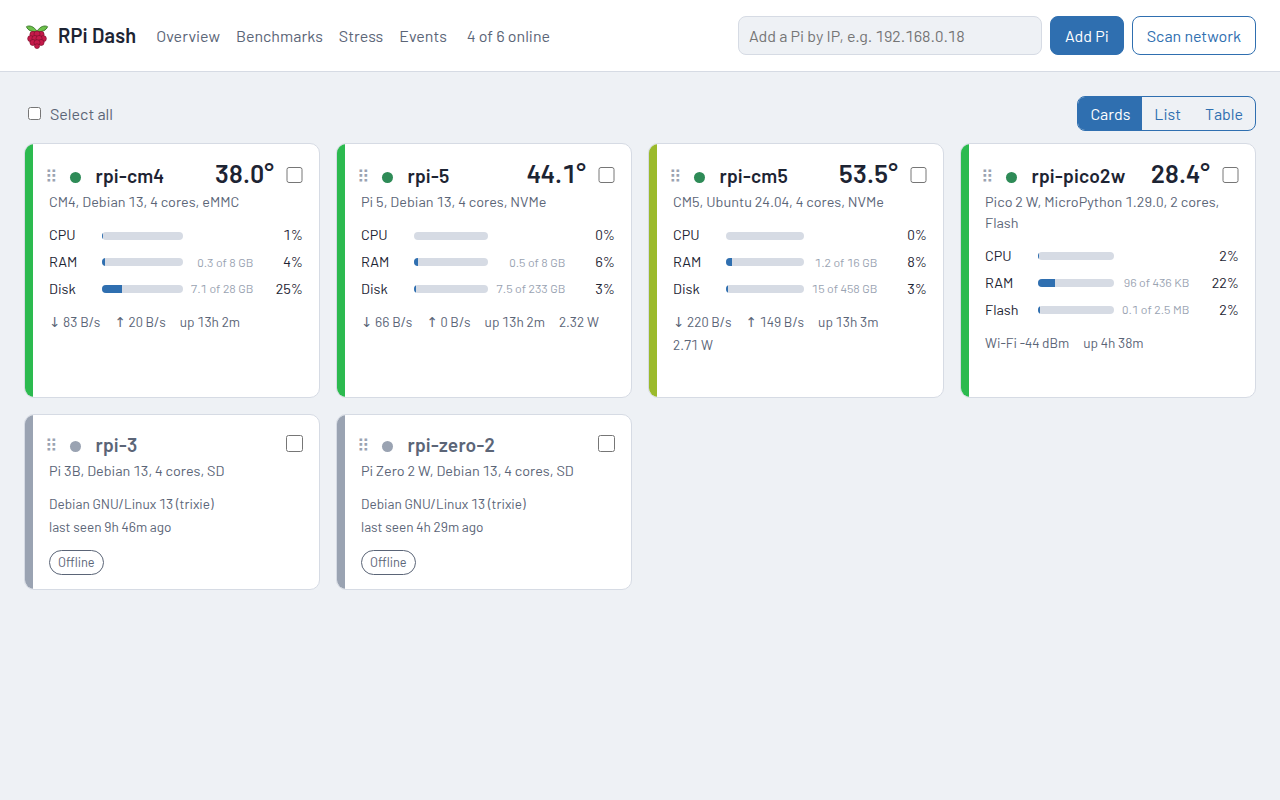 RPi Dash Overview Benchmarks Stress Events 4 of 6 online Add a Pi by IP, e.g. 192.168.0.18 Add Pi Scan network
Select all Cards List Table
rpi-cm4 38.0°
CM4, Debian 13, 4 cores, eMMC
CPU 1%
RAM 0.3 of 8 GB 4%
Disk 7.1 of 28 GB 25%
↓ 83 B/s ↑ 20 B/s up 13h 2m
rpi-5 44.1°
Pi 5, Debian 13, 4 cores, NVMe
CPU 0%
RAM 0.5 of 8 GB 6%
Disk 7.5 of 233 GB 3%
↓ 66 B/s ↑ 0 B/s up 13h 2m 2.32 W
rpi-cm5 53.5°
CM5, Ubuntu 24.04, 4 cores, NVMe
CPU 0%
RAM 1.2 of 16 GB 8%
Disk 15 of 458 GB 3%
↓ 220 B/s ↑ 149 B/s up 13h 3m
2.71 W
rpi-pico2w 28.4°
Pico 2 W, MicroPython 1.29.0, 2 cores,
Flash
CPU 2%
RAM 96 of 436 KB 22%
Flash 0.1 of 2.5 MB 2%
Wi-Fi -44 dBm up 4h 38m
rpi-3
Pi 3B, Debian 13, 4 cores, SD
Debian GNU/Linux 13 (trixie)
last seen 9h 46m ago
Offline
rpi-zero-2
Pi Zero 2 W, Debian 13, 4 cores, SD
Debian GNU/Linux 13 (trixie)
last seen 4h 29m ago
Offline